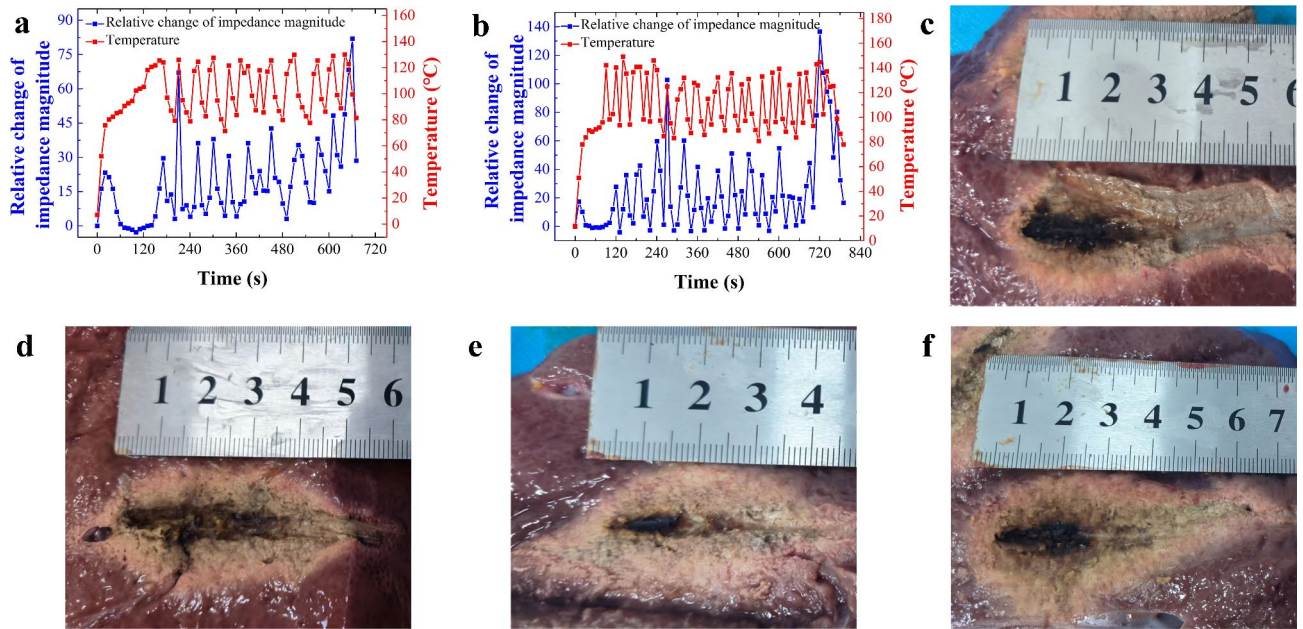 a
Relative change of
impedance magnitude
90
75
60
45
30
15
0
Relative change of impedance magnitude
Temperature
160
140
120
100
80
60
40
20
0
Temperature (℃)
0 120 240 360 480 600 720
Time (s)
b
Relative change of
impedance magnitude
140
120
100
80
60
40
20
0
Relative change of impedance magnitude
Temperature
180
160
140
120
100
80
60
40
20
0
Temperature (℃)
0 120 240 360 480 600 720 840
Time (s)
c
1 2 3 4 5 6
d
1 2 3 4 5 6
e
1 2 3 4
f
1 2 3 4 5 6 7